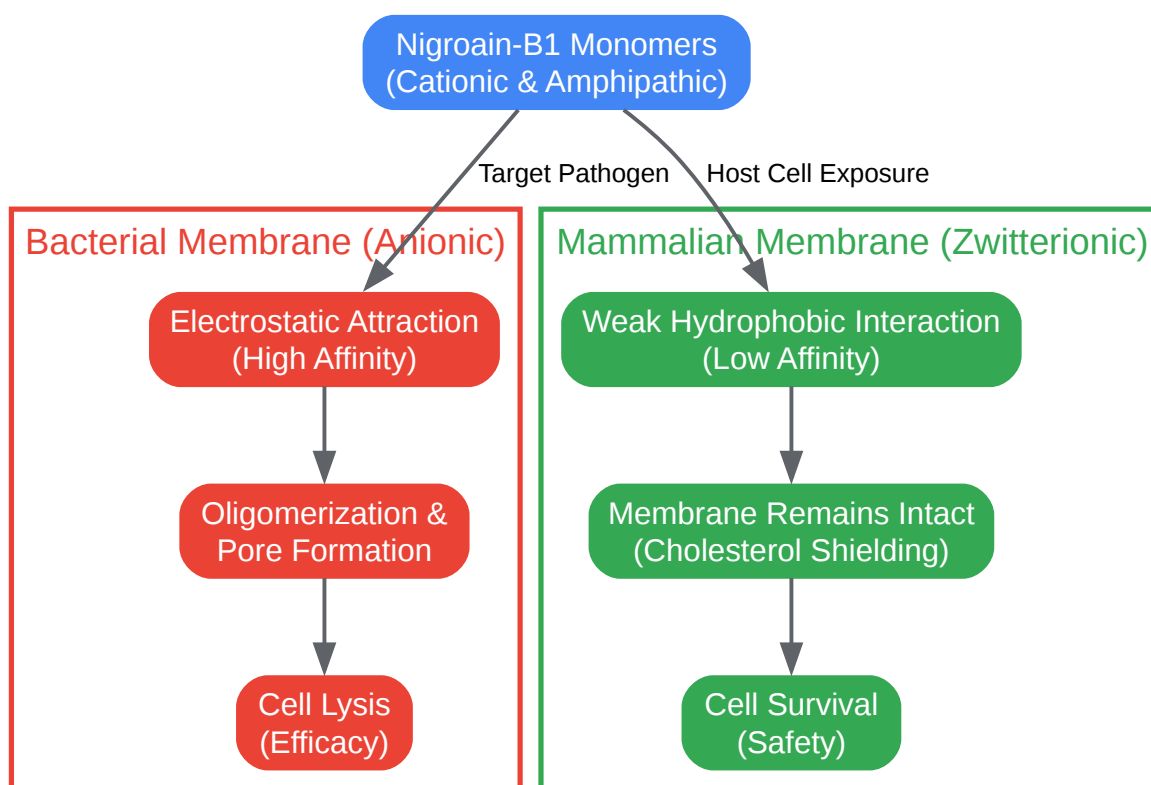 Nigroain-B1 Monomers
(Cationic & Amphipathic)
Target Pathogen
Host Cell Exposure
Bacterial Membrane (Anionic)
Electrostatic Attraction
(High Affinity)
Oligomerization &
Pore Formation
Cell Lysis
(Efficacy)
Mammalian Membrane (Zwitterionic)
Weak Hydrophobic Interaction
(Low Affinity)
Membrane Remains Intact
(Cholesterol Shielding)
Cell Survival
(Safety)